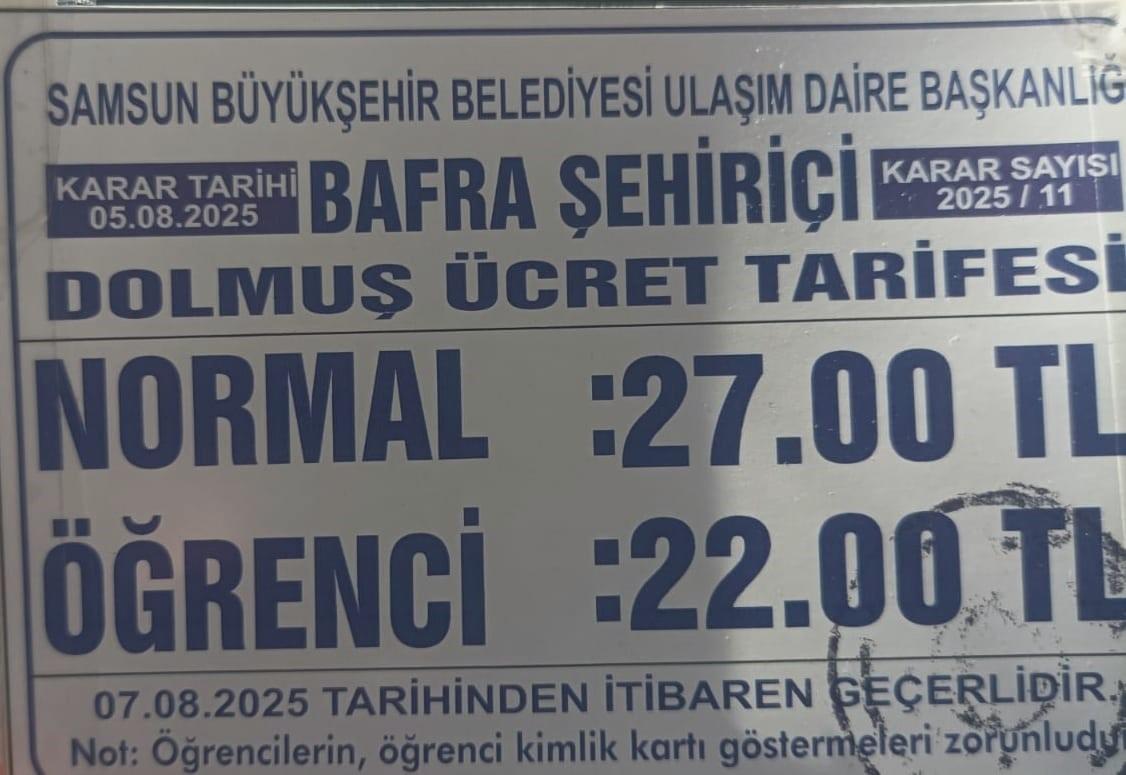 SAMSUN BÜYÜKŞEHİR BELEDİYESİ ULAŞIM DAİRE BAŞKANLIĞ
KARAR TARİHİ
05.08.2025
BAFRA ŞEHİRİÇİ
KARAR SAYISI
2025 / 11
DOLMUŞ ÜCRET TARİFESİ
NORMAL :27.00 TL
ÖĞRENCİ :22.00 TL
07.08.2025 TARİHİNDEN İTİBAREN GEÇERLİDİR.
Not: Öğrencilerin, öğrenci kimlik kartı göstermeleri zorunludu